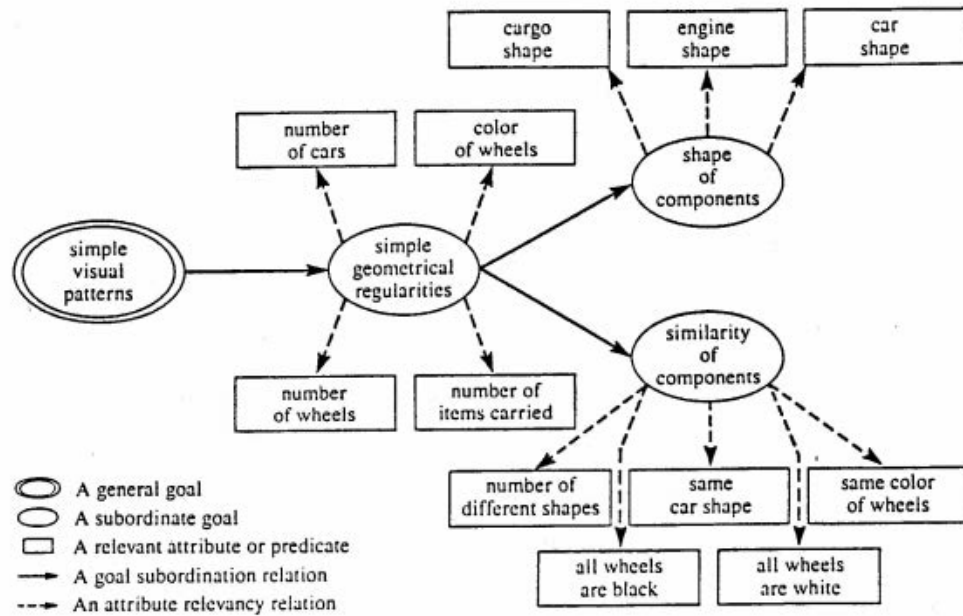 cargo
shape
engine
shape
car
shape
number
of cars
color
of wheels
shape
of
components
simple
visual
patterns
simple
geometrical
regularities
similarity
of
components
number
of wheels
number of
items carried
number of
different shapes
same
car shape
same color
of wheels
all wheels
are black
all wheels
are white
A general goal
A subordinate goal
A relevant attribute or predicate
A goal subordination relation
An attribute relevancy relation